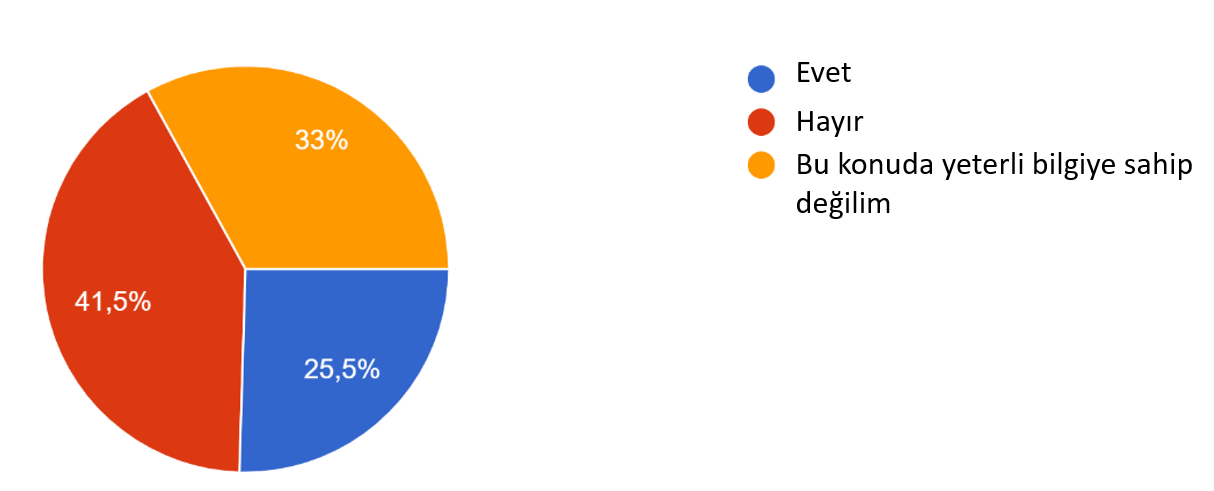 33%
41,5%
25,5%
Evet
Hayır
Bu konuda yeterli bilgiye sahip
değilim